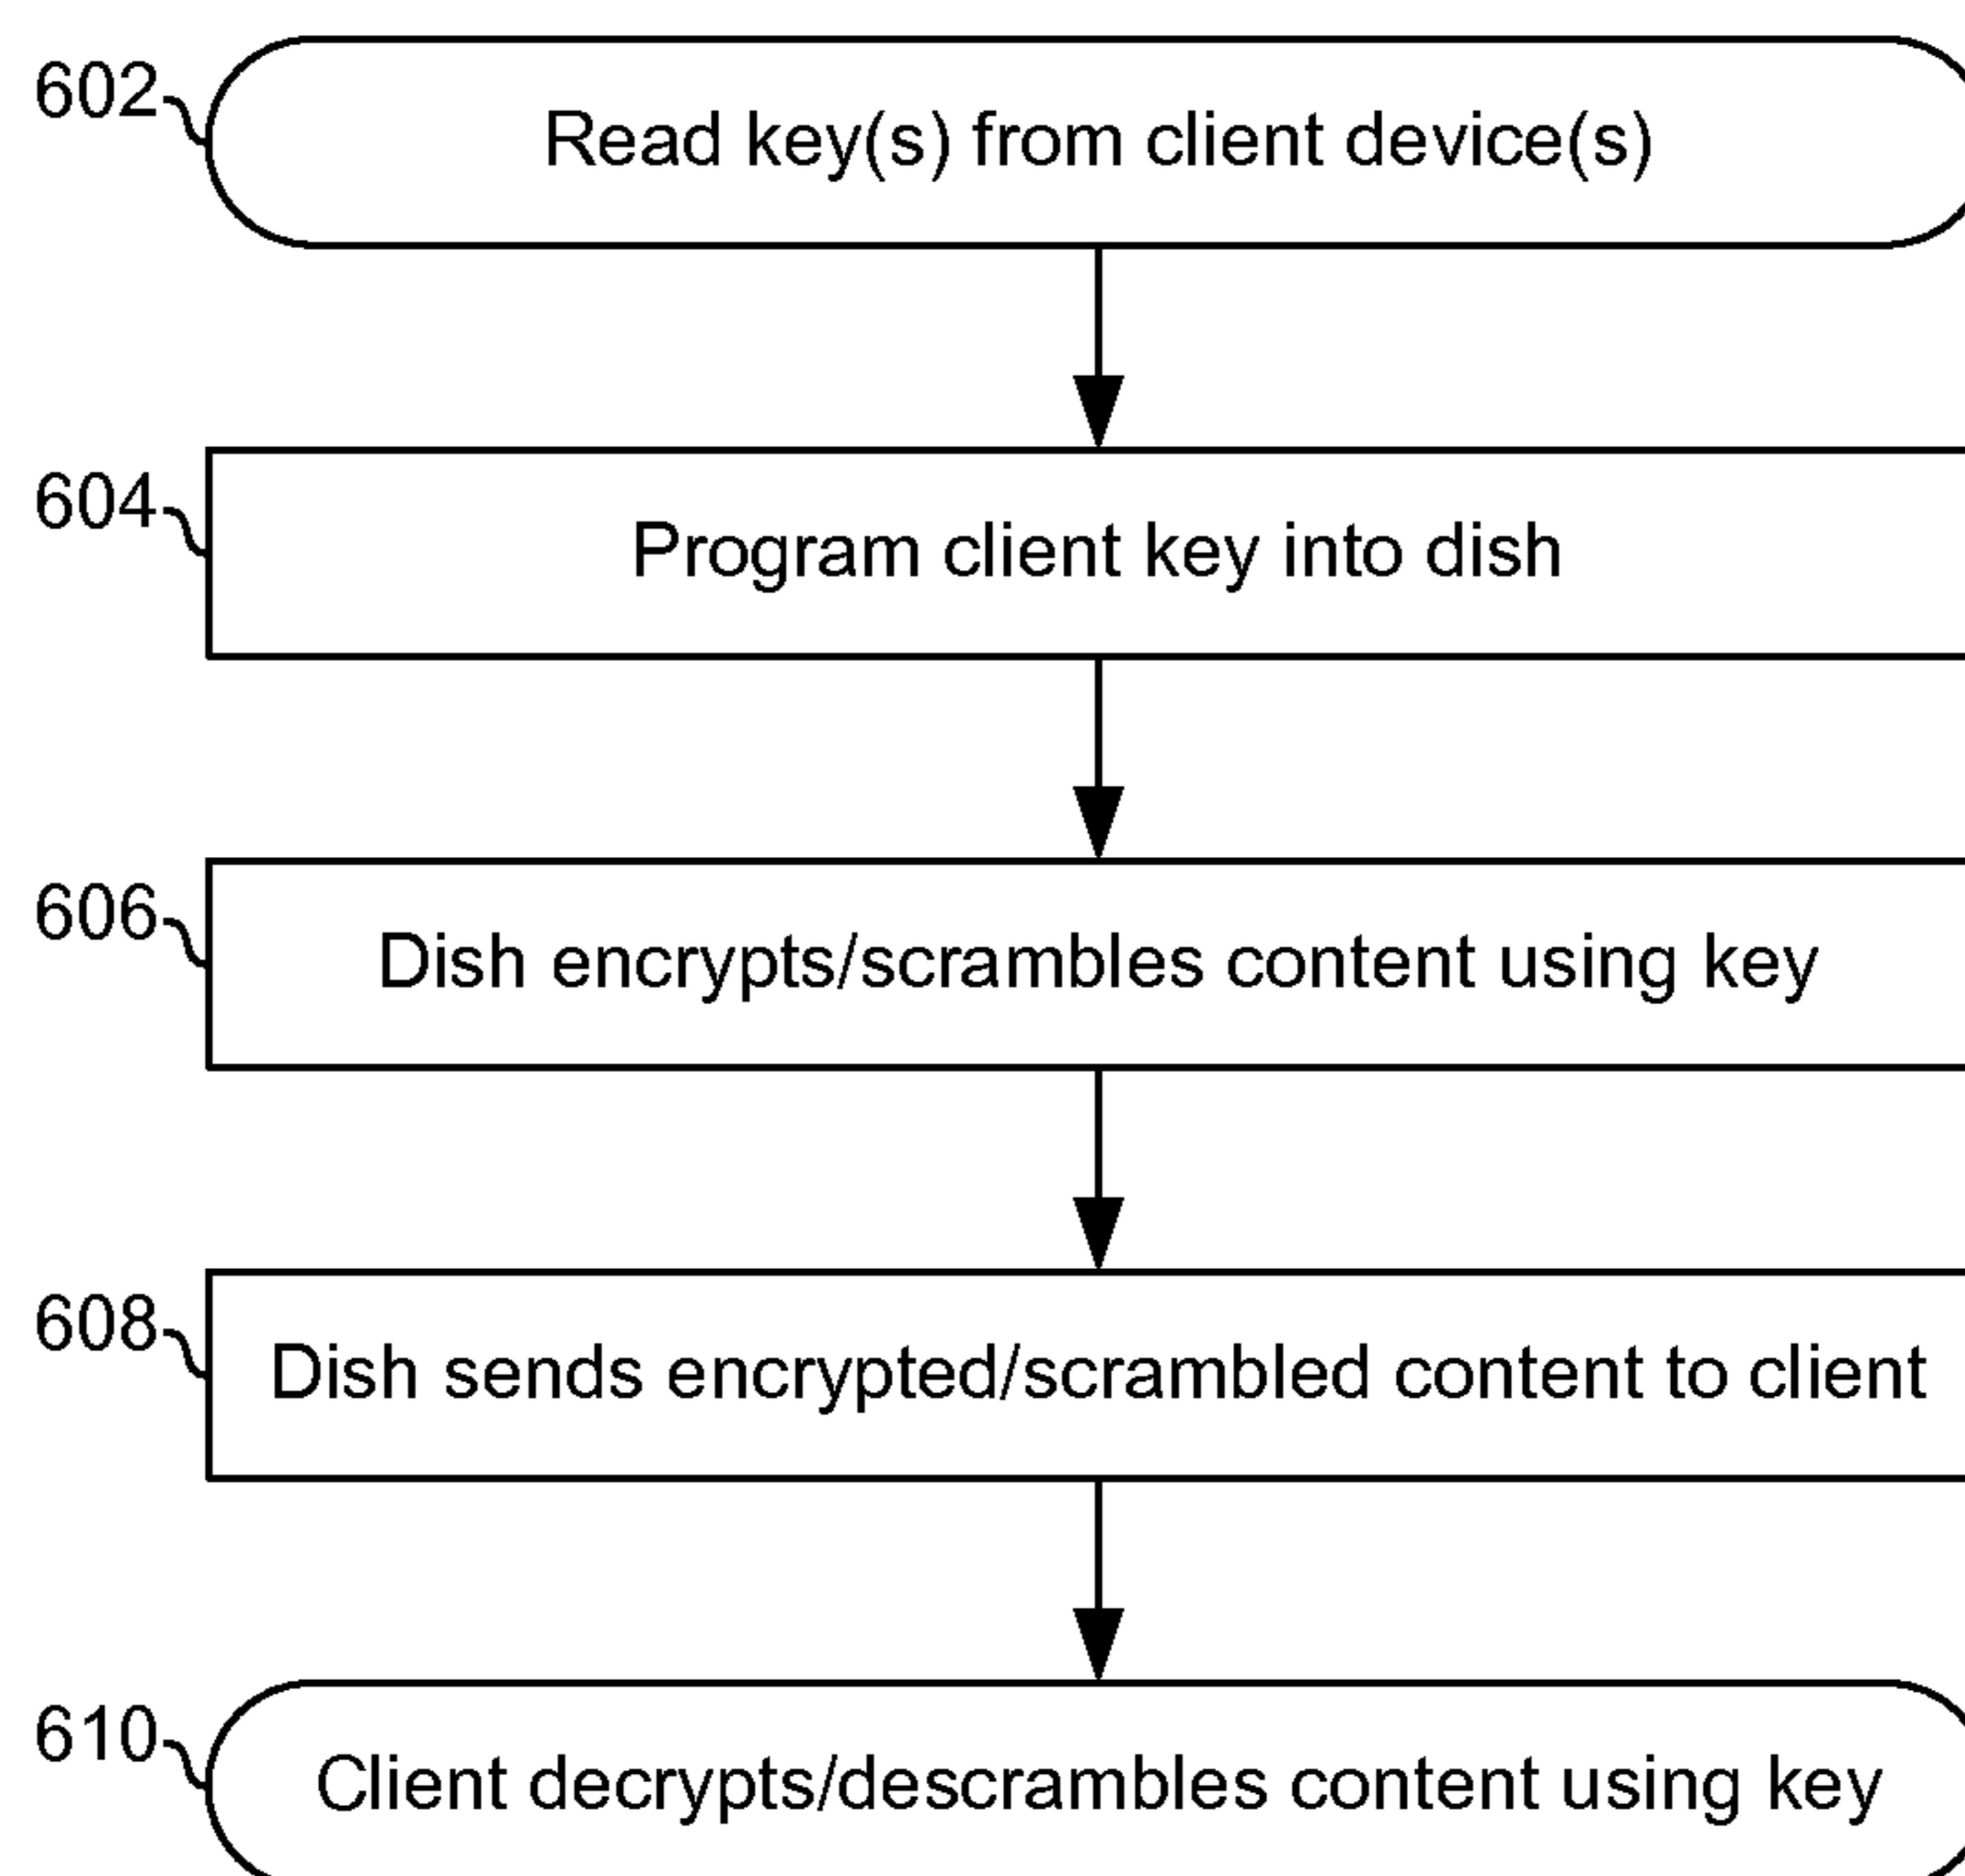 602
Read key(s) from client device(s)
604
Program client key into dish
606
Dish encrypts/scrambles content using key
608
Dish sends encrypted/scrambled content to client
610
Client decrypts/descrambles content using key